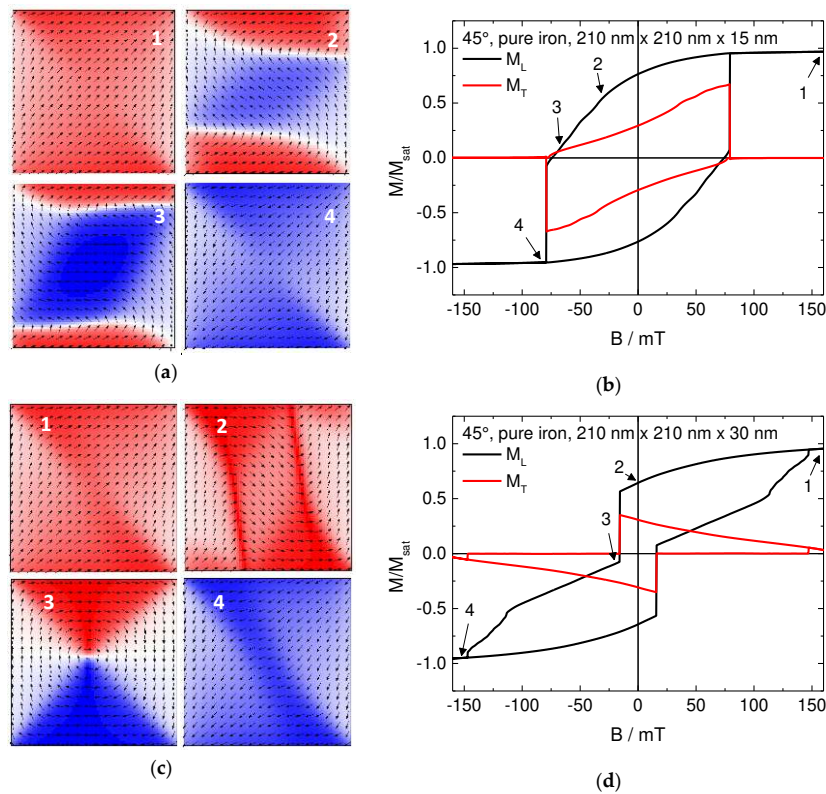 1
2
3
4
(a)
45°, pure iron, 210 nm x 210 nm x 15 nm
M_L
M_T
1
2
3
4
M/M_sat
1.0
0.5
0.0
-0.5
-1.0
-150 -100 -50 0 50 100 150
B / mT
(b)
1
2
3
4
(c)
45°, pure iron, 210 nm x 210 nm x 30 nm
M_L
M_T
1
2
3
4
M/M_sat
1.0
0.5
0.0
-0.5
-1.0
-150 -100 -50 0 50 100 150
B / mT
(d)